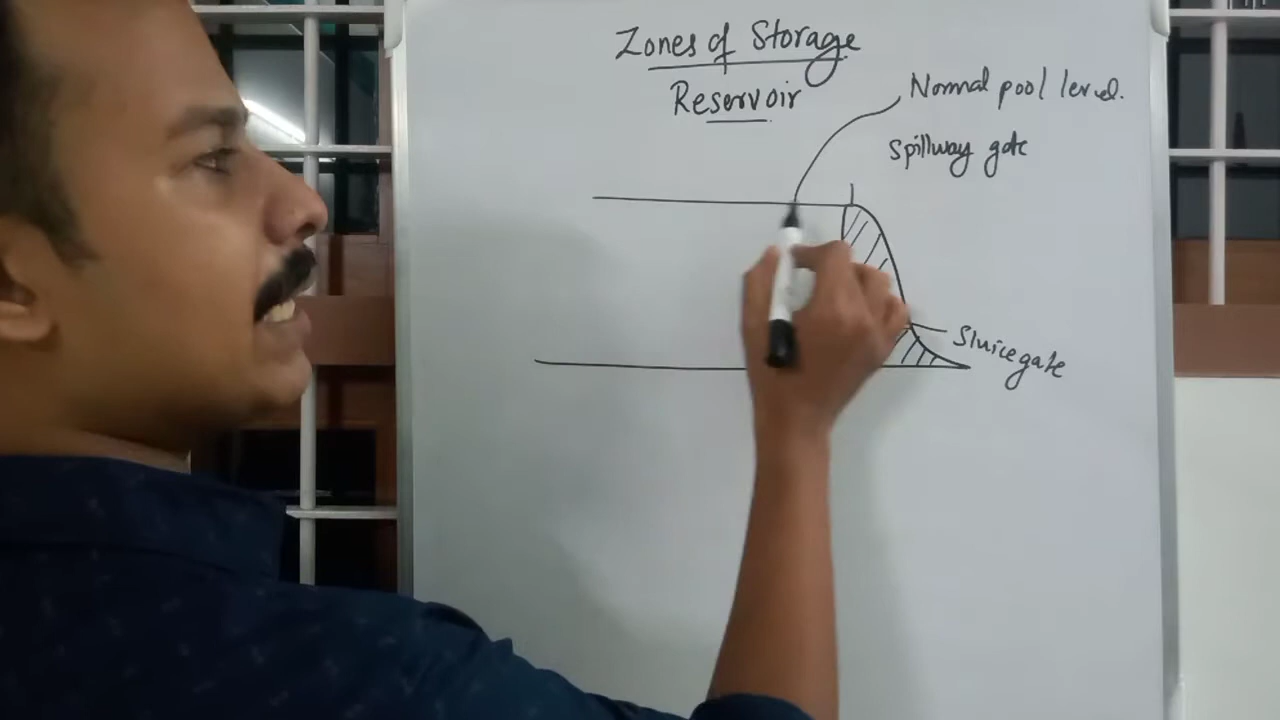 Zones of Storage
Reservoir
Normal pool level.
Spillway gate
Sluice gate